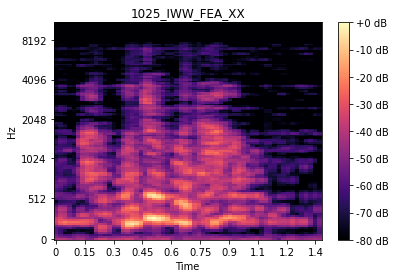 1025_IWW_FEA_XX
+0 dB
8192
-10 dB
4096
-20 dB
-30 dB
2048
Hz
-40 dB
1024
-50 dB
512
-60 dB
-70 dB
0
-80 dB
0 0.15 0.3 0.45 0.6 0.75 0.9 1.1 1.2 1.4
Time